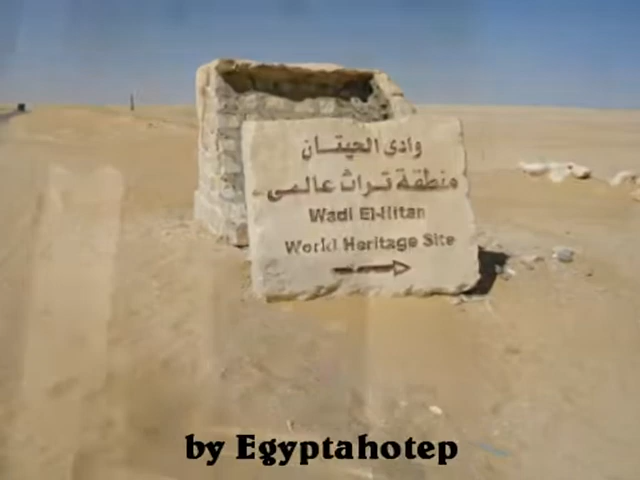 وادى الحيتان
منطقة تراث عالمى
Wadi El-Hitan
World Heritage Site
by Egyptahotep